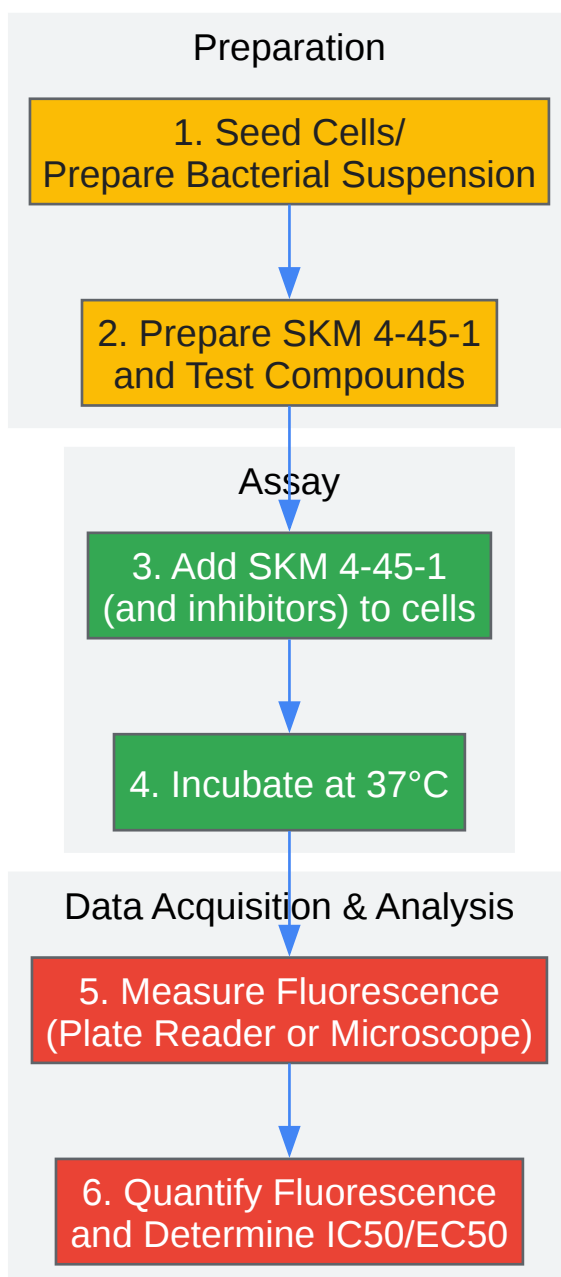 Preparation
1. Seed Cells/
Prepare Bacterial Suspension
2. Prepare SKM 4-45-1
and Test Compounds
Assay
3. Add SKM 4-45-1
(and inhibitors) to cells
4. Incubate at 37°C
Data Acquisition & Analysis
5. Measure Fluorescence
(Plate Reader or Microscope)
6. Quantify Fluorescence
and Determine IC50/EC50